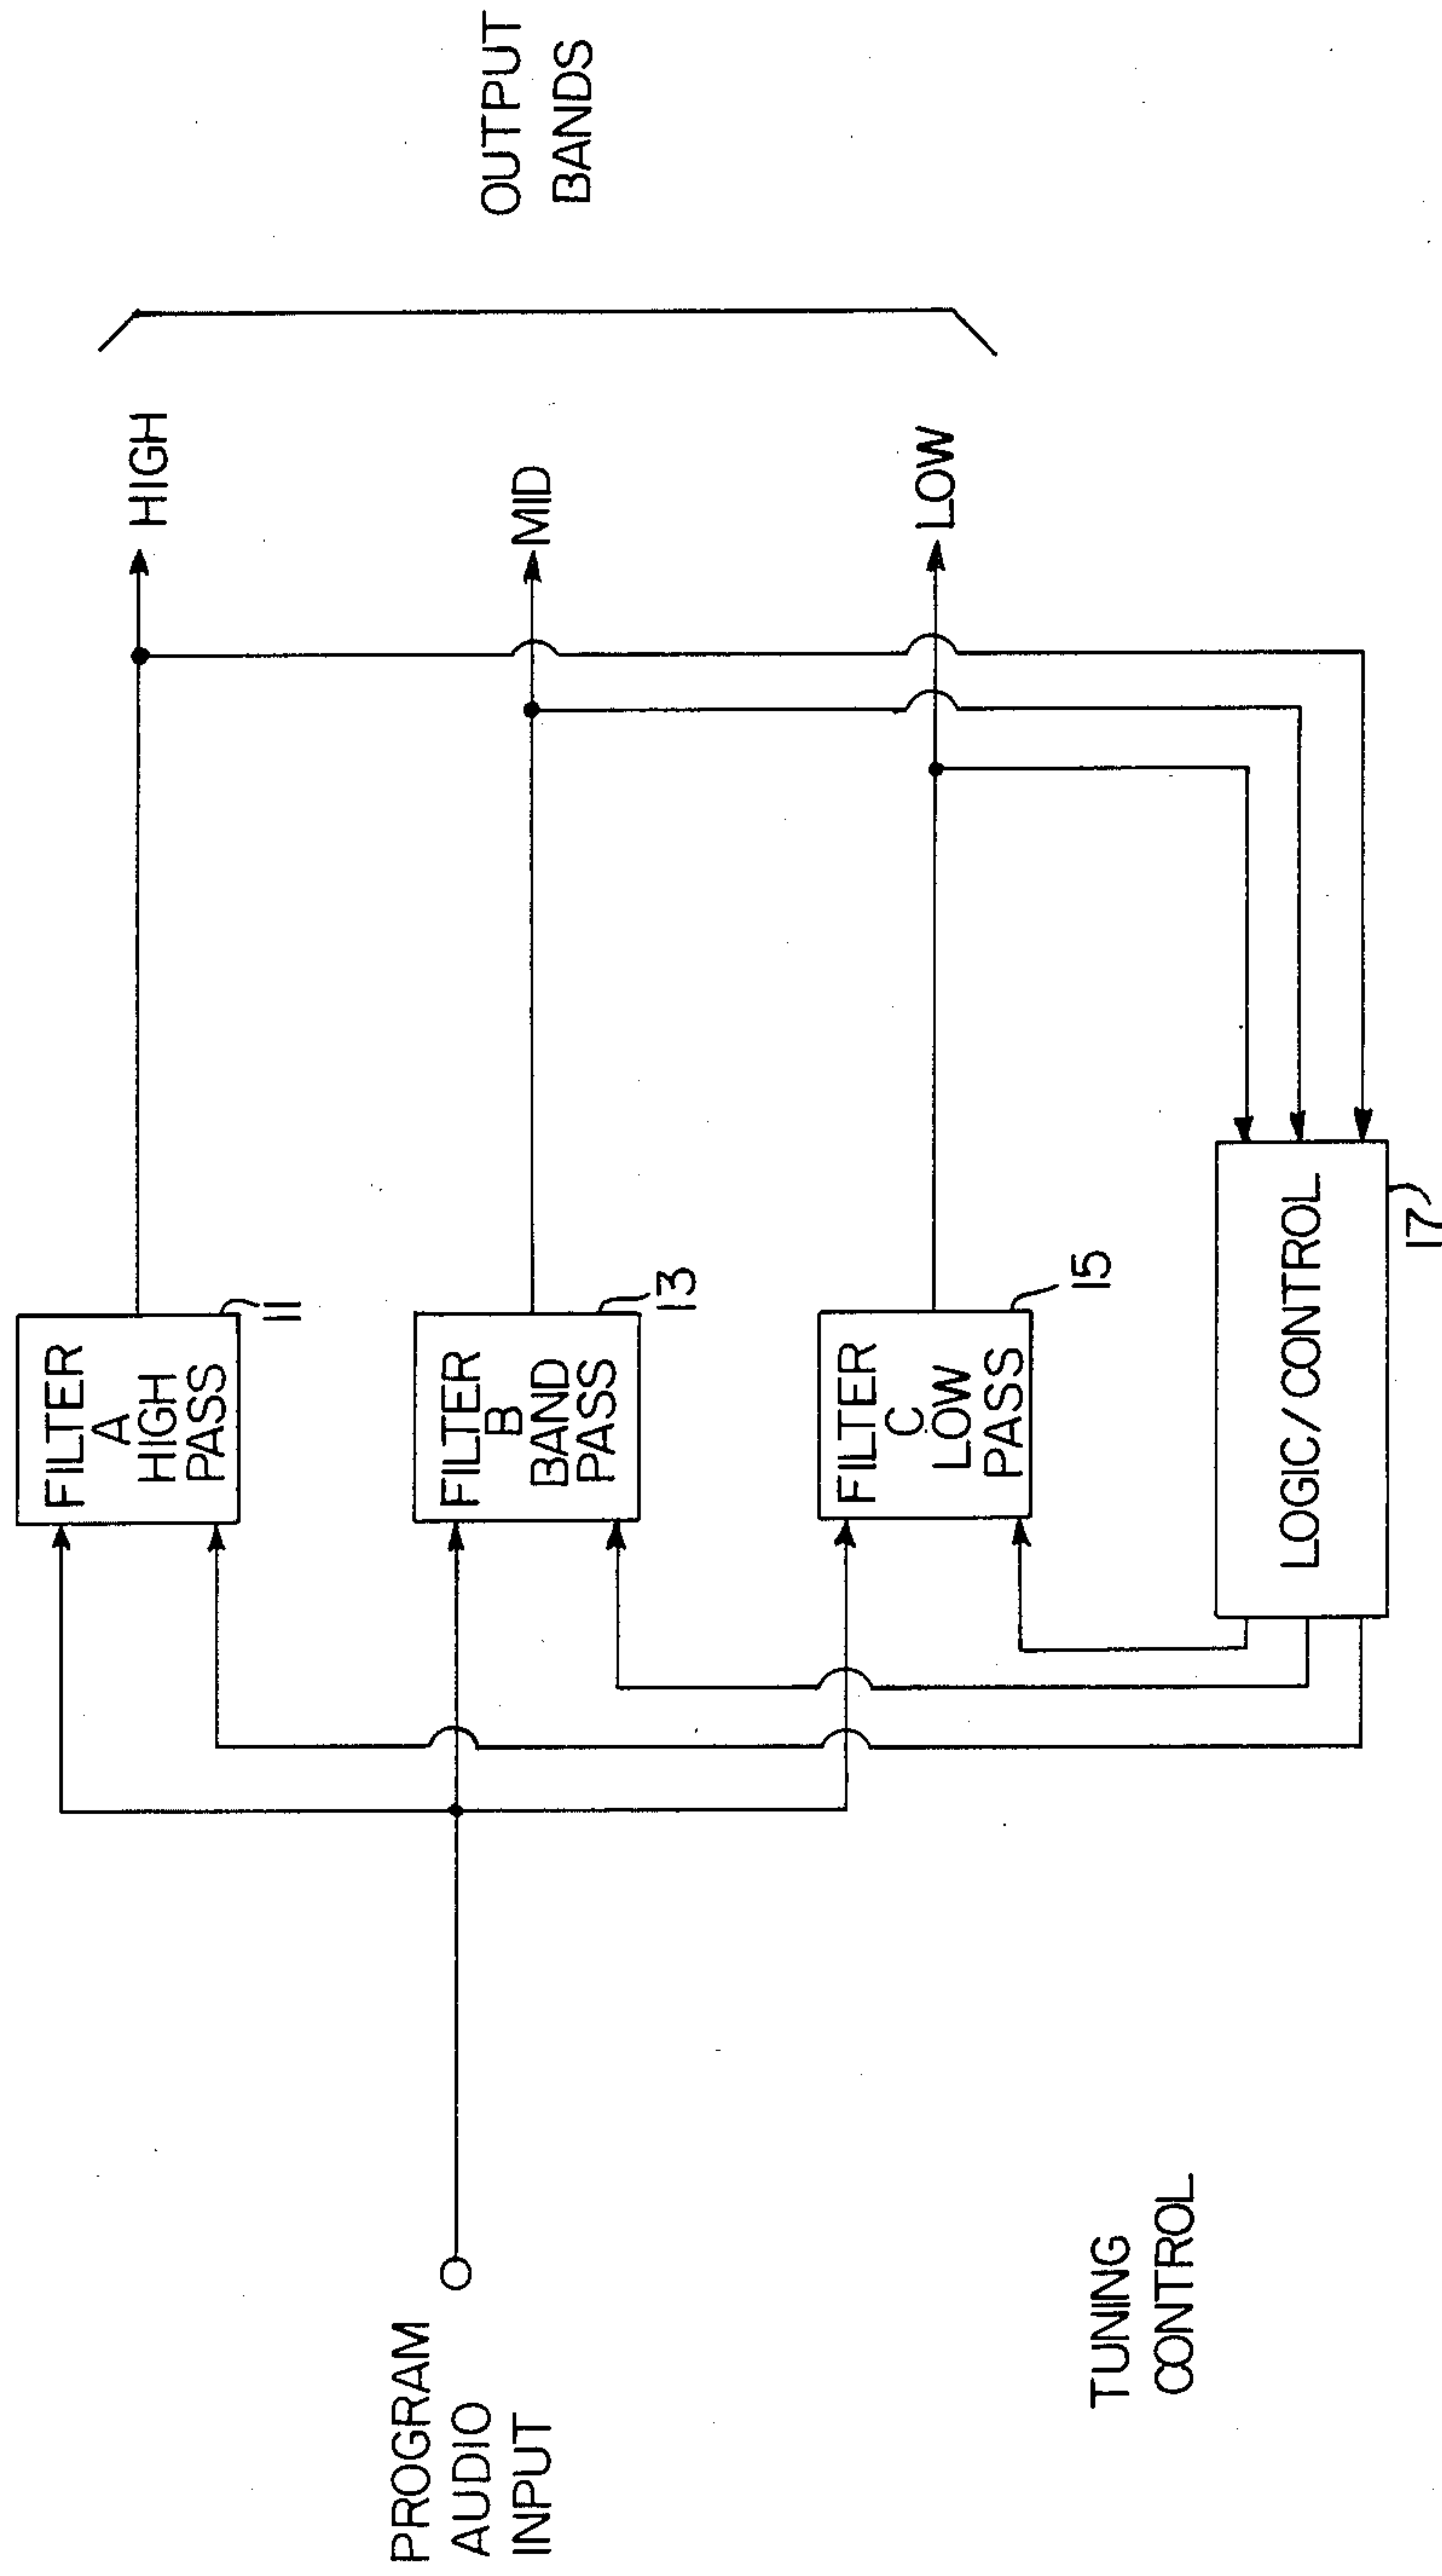 PROGRAM
AUDIO
INPUT
FILTER
A
HIGH
PASS
11
HIGH
FILTER
B
BAND
PASS
13
MID
FILTER
C
LOW
PASS
15
LOW
OUTPUT
BANDS
TUNING
CONTROL
LOGIC/CONTROL
17